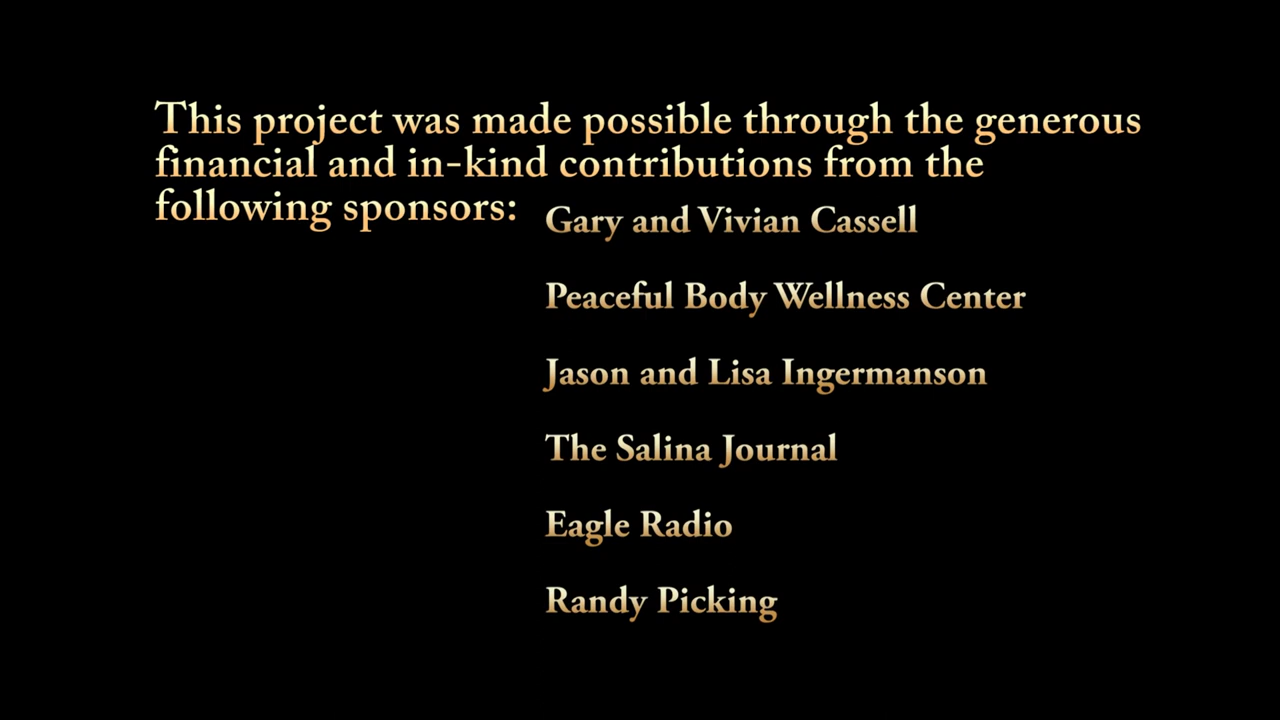 This project was made possible through the generous
financial and in-kind contributions from the
following sponsors:
Gary and Vivian Cassell
Peaceful Body Wellness Center
Jason and Lisa Ingermanson
The Salina Journal
Eagle Radio
Randy Picking